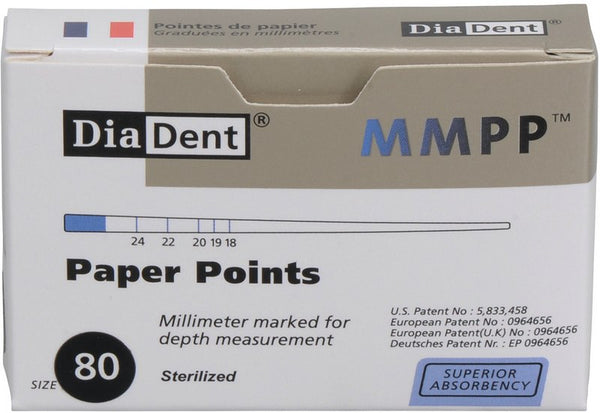 Pointes de papier
Graduées en millimètres
DiaDent®
DiaDent®
MMPP™
24 22 20 19 18
Paper Points
Millimeter marked for
depth measurement
U.S. Patent No : 5,833,458
European Patent No : 0964656
European Patent(U.K) No : 0964656
Deutsches Patent Nr. : EP 0964656
SIZE 80
Sterilized
SUPERIOR
ABSORBENCY